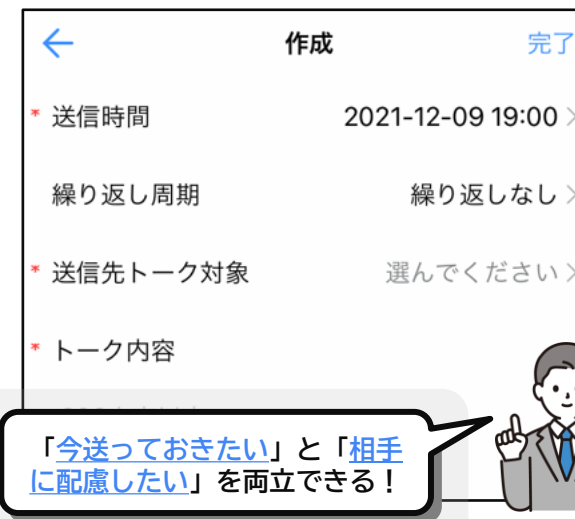 ← 作成 完了
* 送信時間 2021-12-09 19:00 >
繰り返し周期 繰り返しなし >
* 送信先トーク対象 選んでください >
* トーク内容
「今送っておきたい」と「相手
に配慮したい」を両立できる！